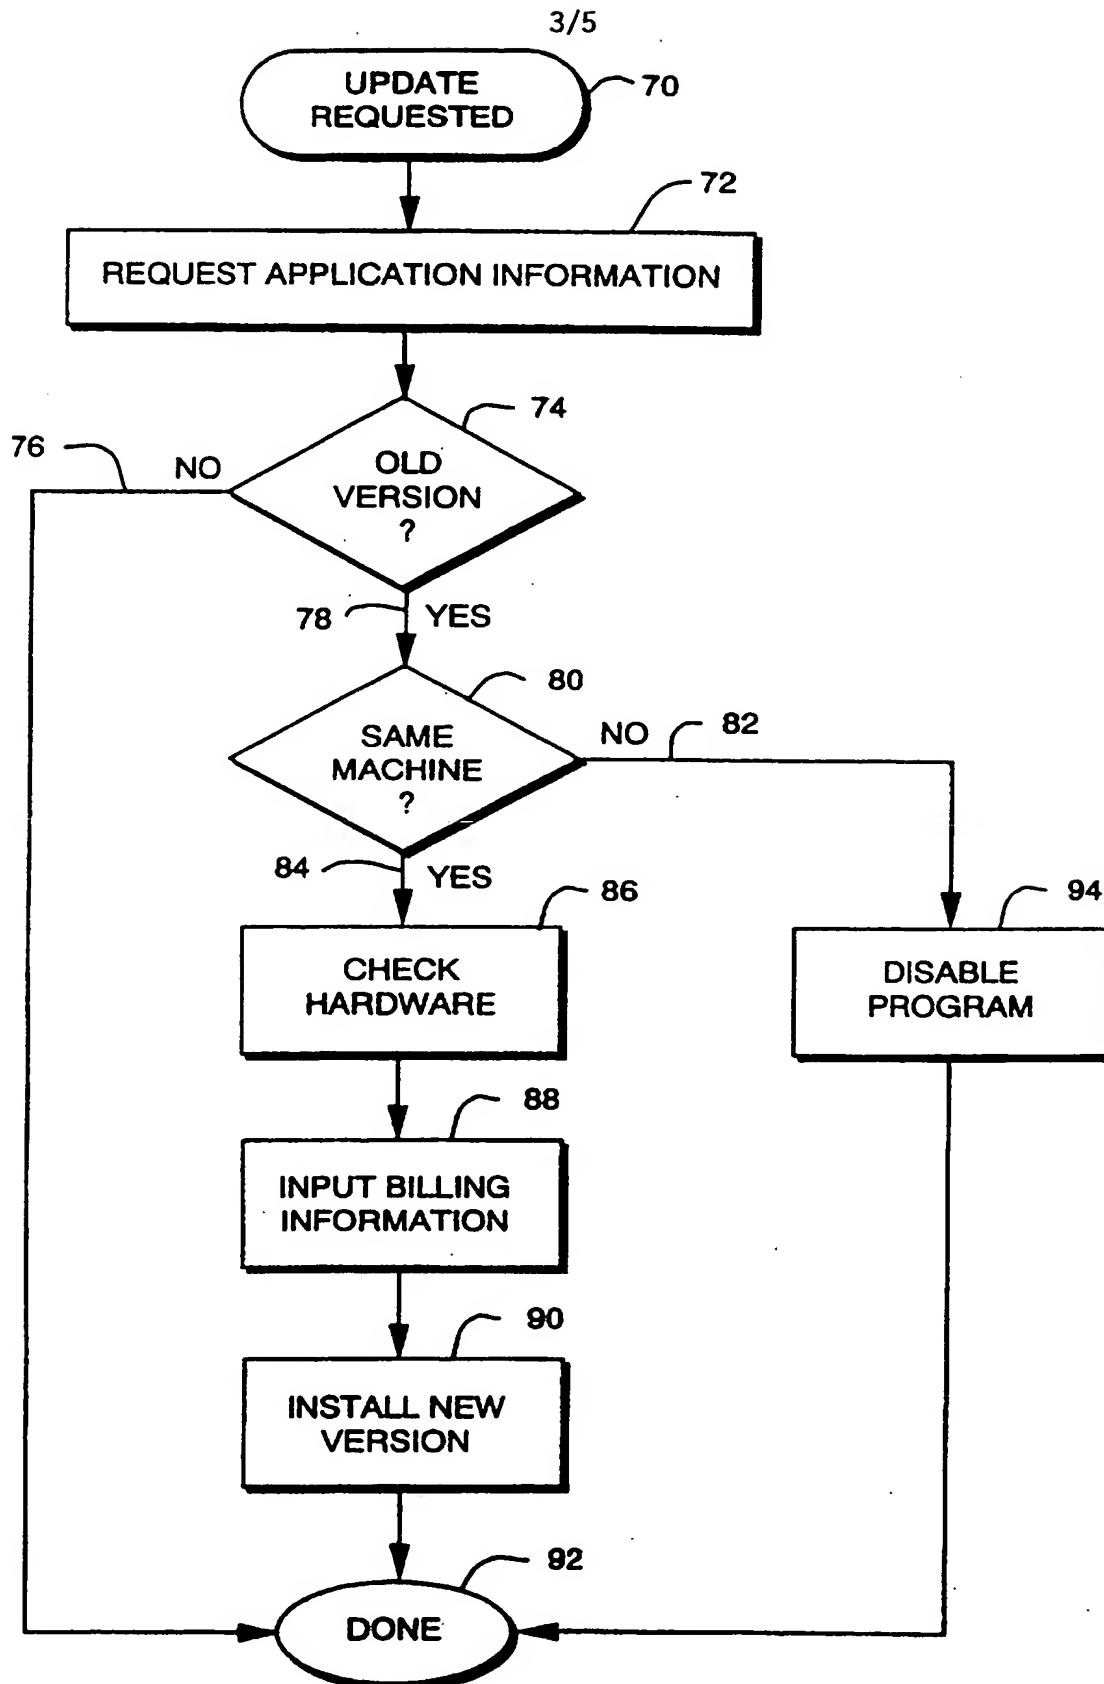 3/5
UPDATE
REQUESTED
70
72
REQUEST APPLICATION INFORMATION
74
76
NO
OLD
VERSION
?
78
YES
80
SAME
MACHINE
?
NO
82
84
YES
86
CHECK
HARDWARE
94
DISABLE
PROGRAM
88
INPUT BILLING
INFORMATION
90
INSTALL NEW
VERSION
92
DONE